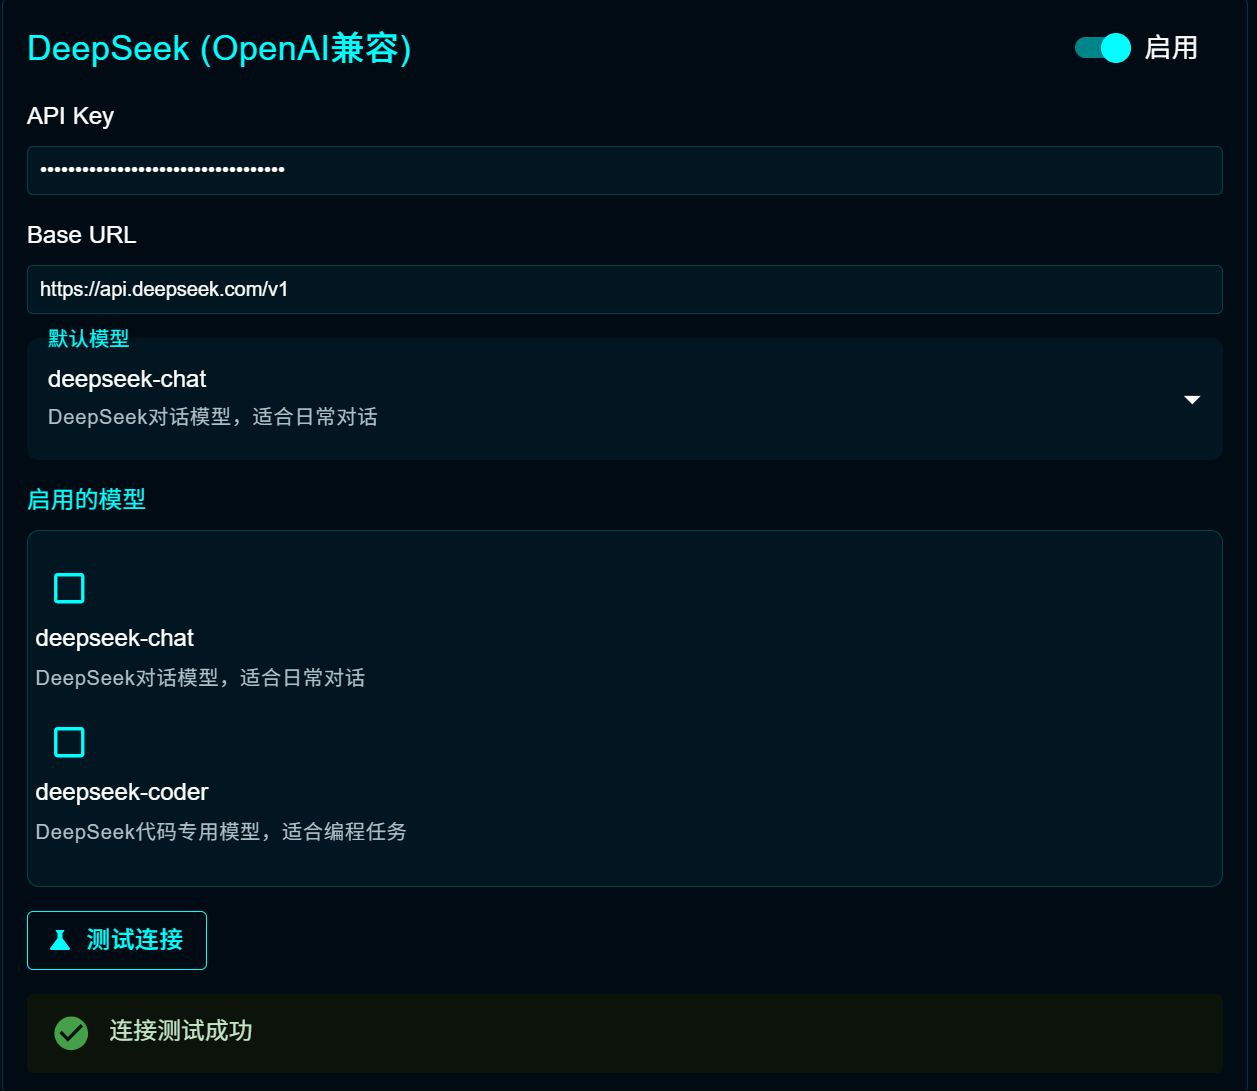 DeepSeek (OpenAI兼容)
启用
API Key
•••••••••••••••••••••••••••••••••••
Base URL
https://api.deepseek.com/v1
默认模型
deepseek-chat
DeepSeek对话模型，适合日常对话
启用的模型
deepseek-chat
DeepSeek对话模型，适合日常对话
deepseek-coder
DeepSeek代码专用模型，适合编程任务
测试连接
连接测试成功